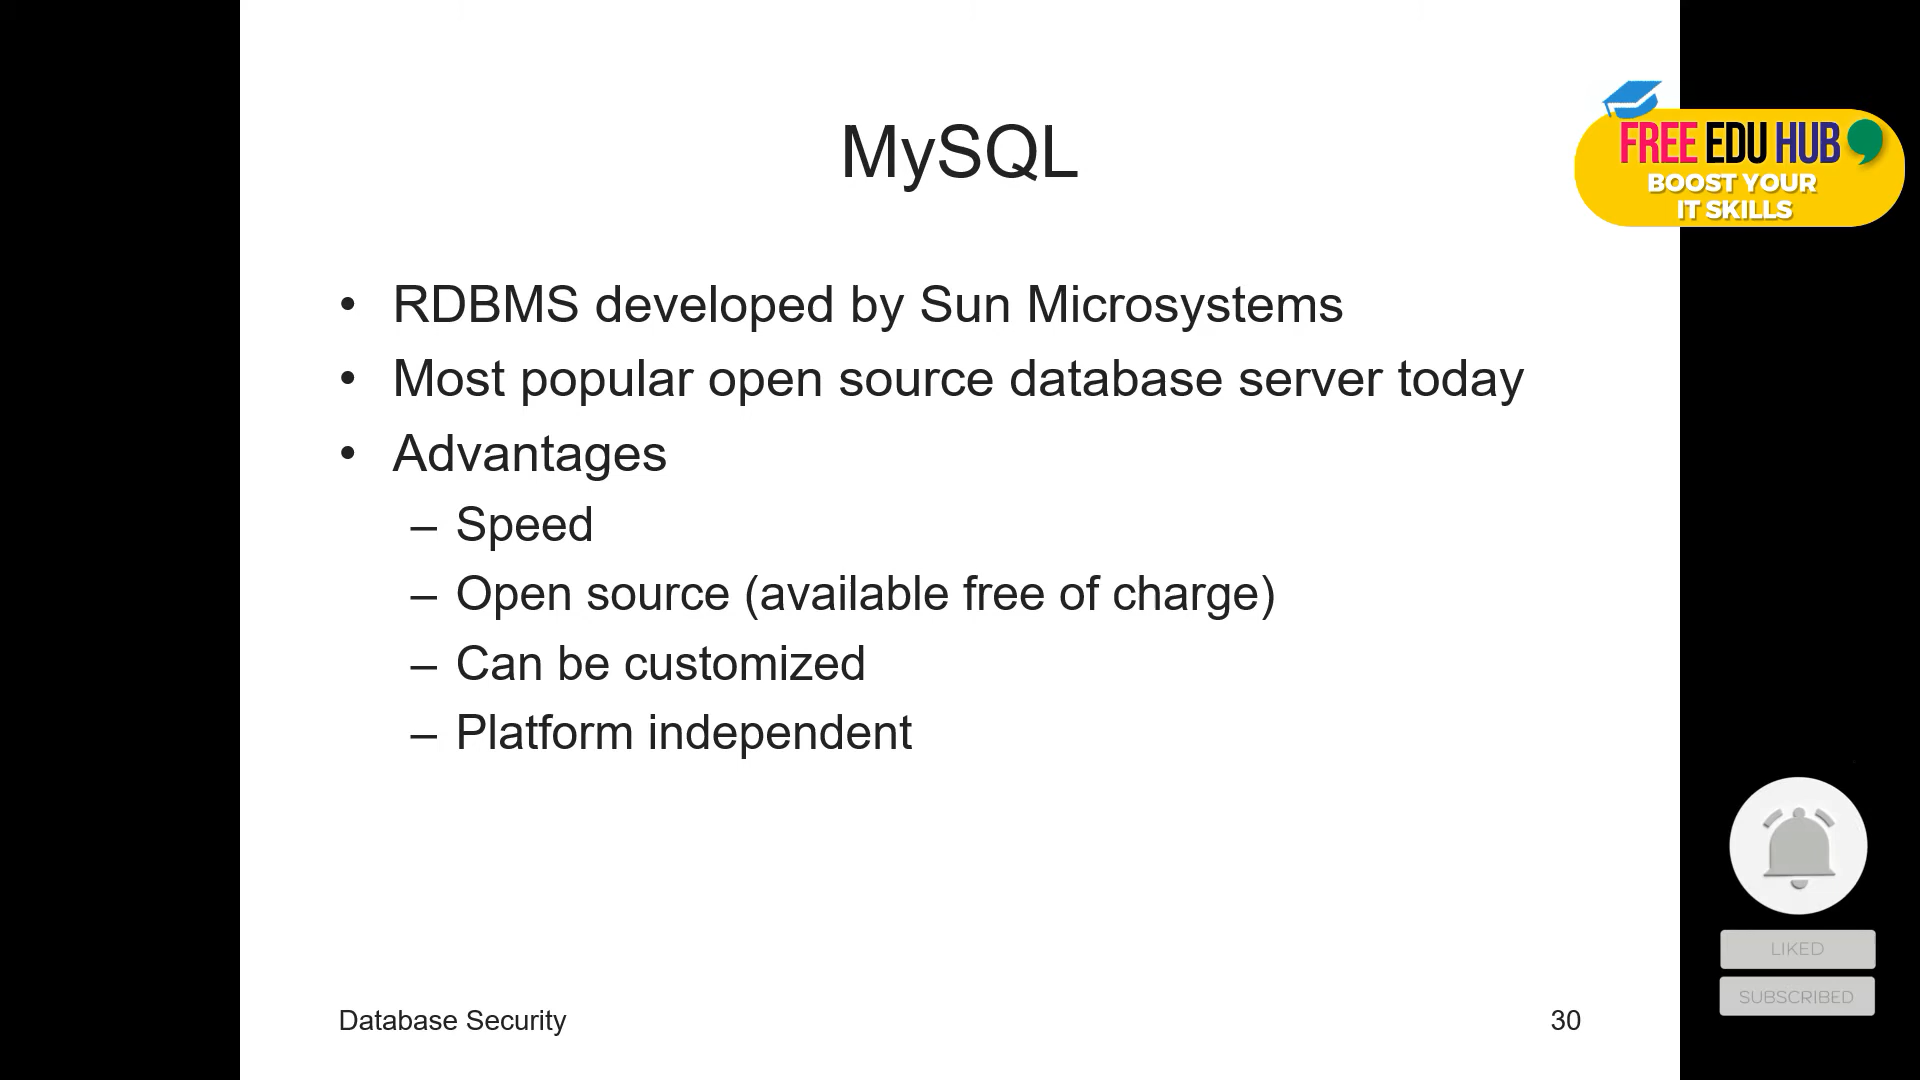 MySQL
FREE EDU HUB
BOOST YOUR
IT SKILLS
• RDBMS developed by Sun Microsystems
• Most popular open source database server today
• Advantages
– Speed
– Open source (available free of charge)
– Can be customized
– Platform independent
LIKED
SUBSCRIBED
Database Security
30